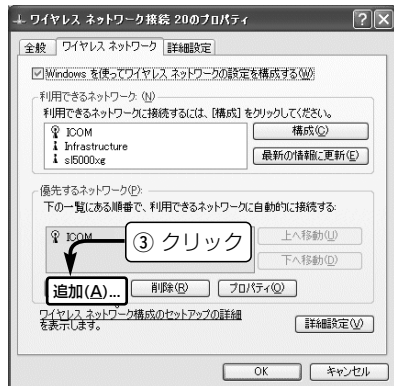 ワイヤレス ネットワーク接続 20のプロパティ
全般 ワイヤレス ネットワーク 詳細設定
Windows を使ってワイヤレス ネットワークの設定を構成する(W)
利用できるネットワーク: (N)
利用できるネットワークに接続するには、[構成] をクリックしてください。
ICOM
Infrastructure
sl5000xg
構成(C)
最新の情報に更新(E)
優先するネットワーク(P):
下の一覧にある順番で、利用できるネットワークに自動的に接続する:
ICOM
③ クリック
上へ移動(U)
下へ移動(D)
追加(A)... 削除(R) プロパティ(O)
ワイヤレス ネットワーク構成のセットアップの詳細
を表示します。
詳細設定(V)
OK キャンセル